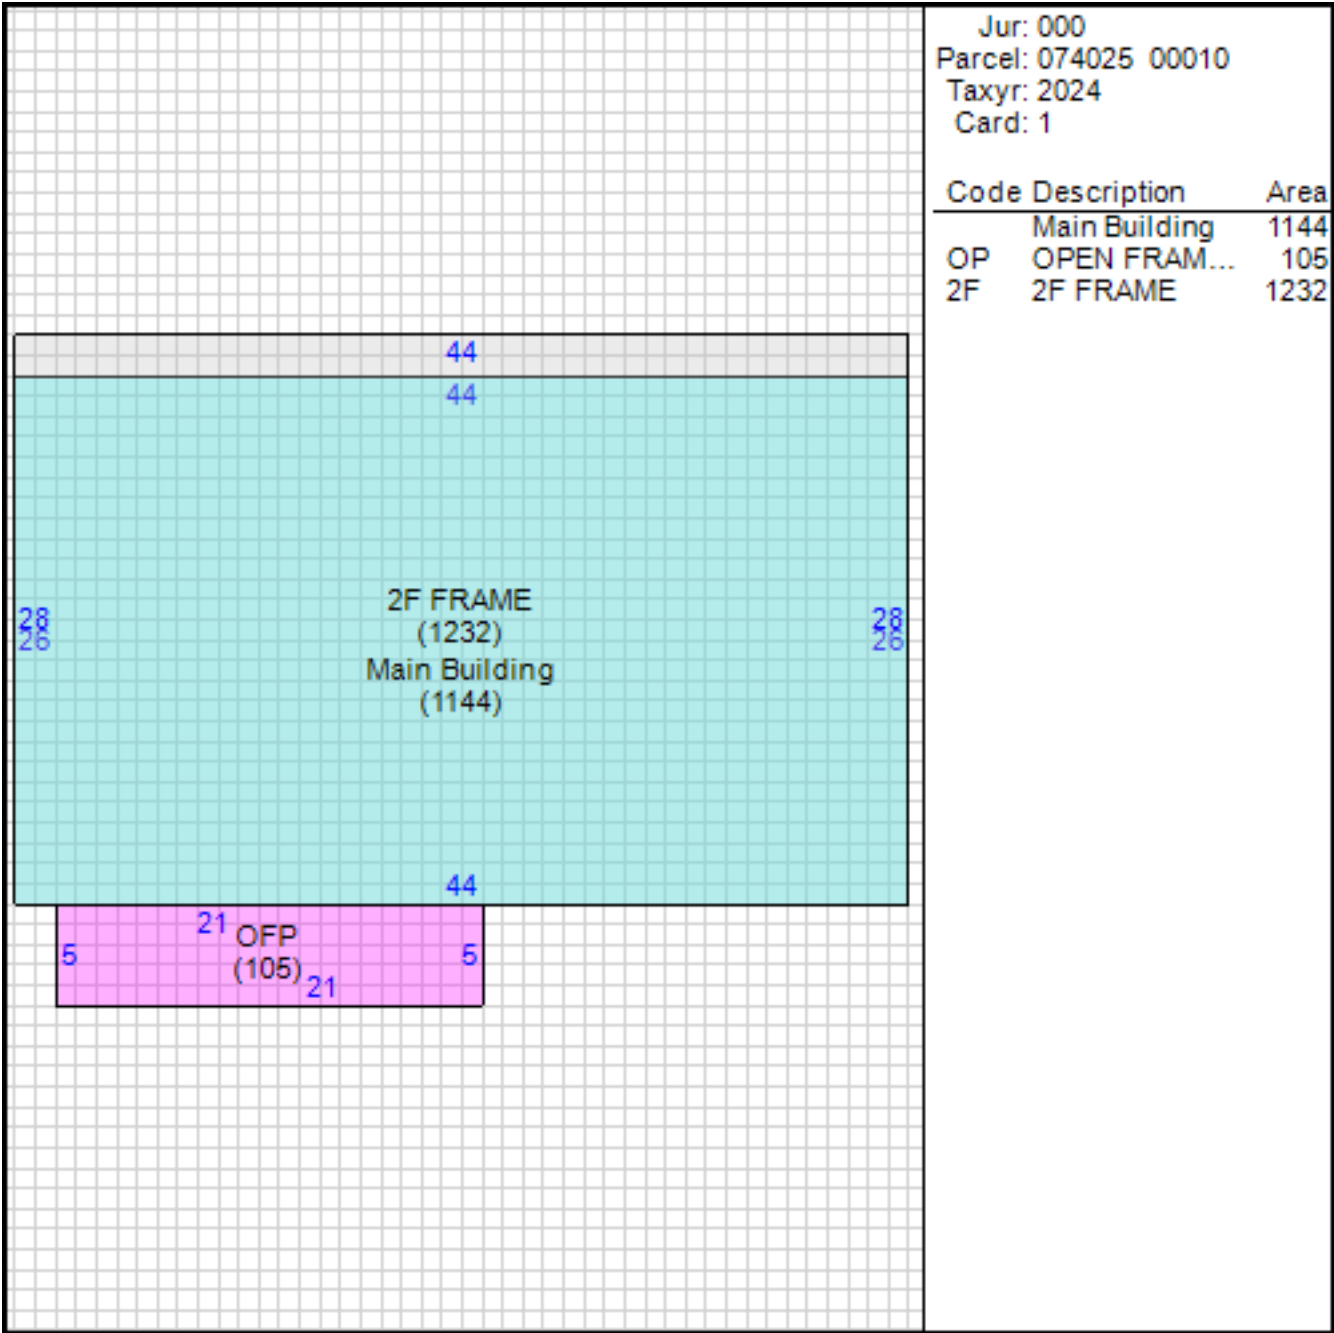 Jur: 000
Parcel: 074025 00010
Taxyr: 2024
Card: 1
Code Description Area
Main Building 1144
OP OPEN FRAM... 105
2F 2F FRAME 1232
44
44
2F FRAME
(1232)
28 28
26 26
Main Building
(1144)
44
21
OFP
5 5
(105)
21